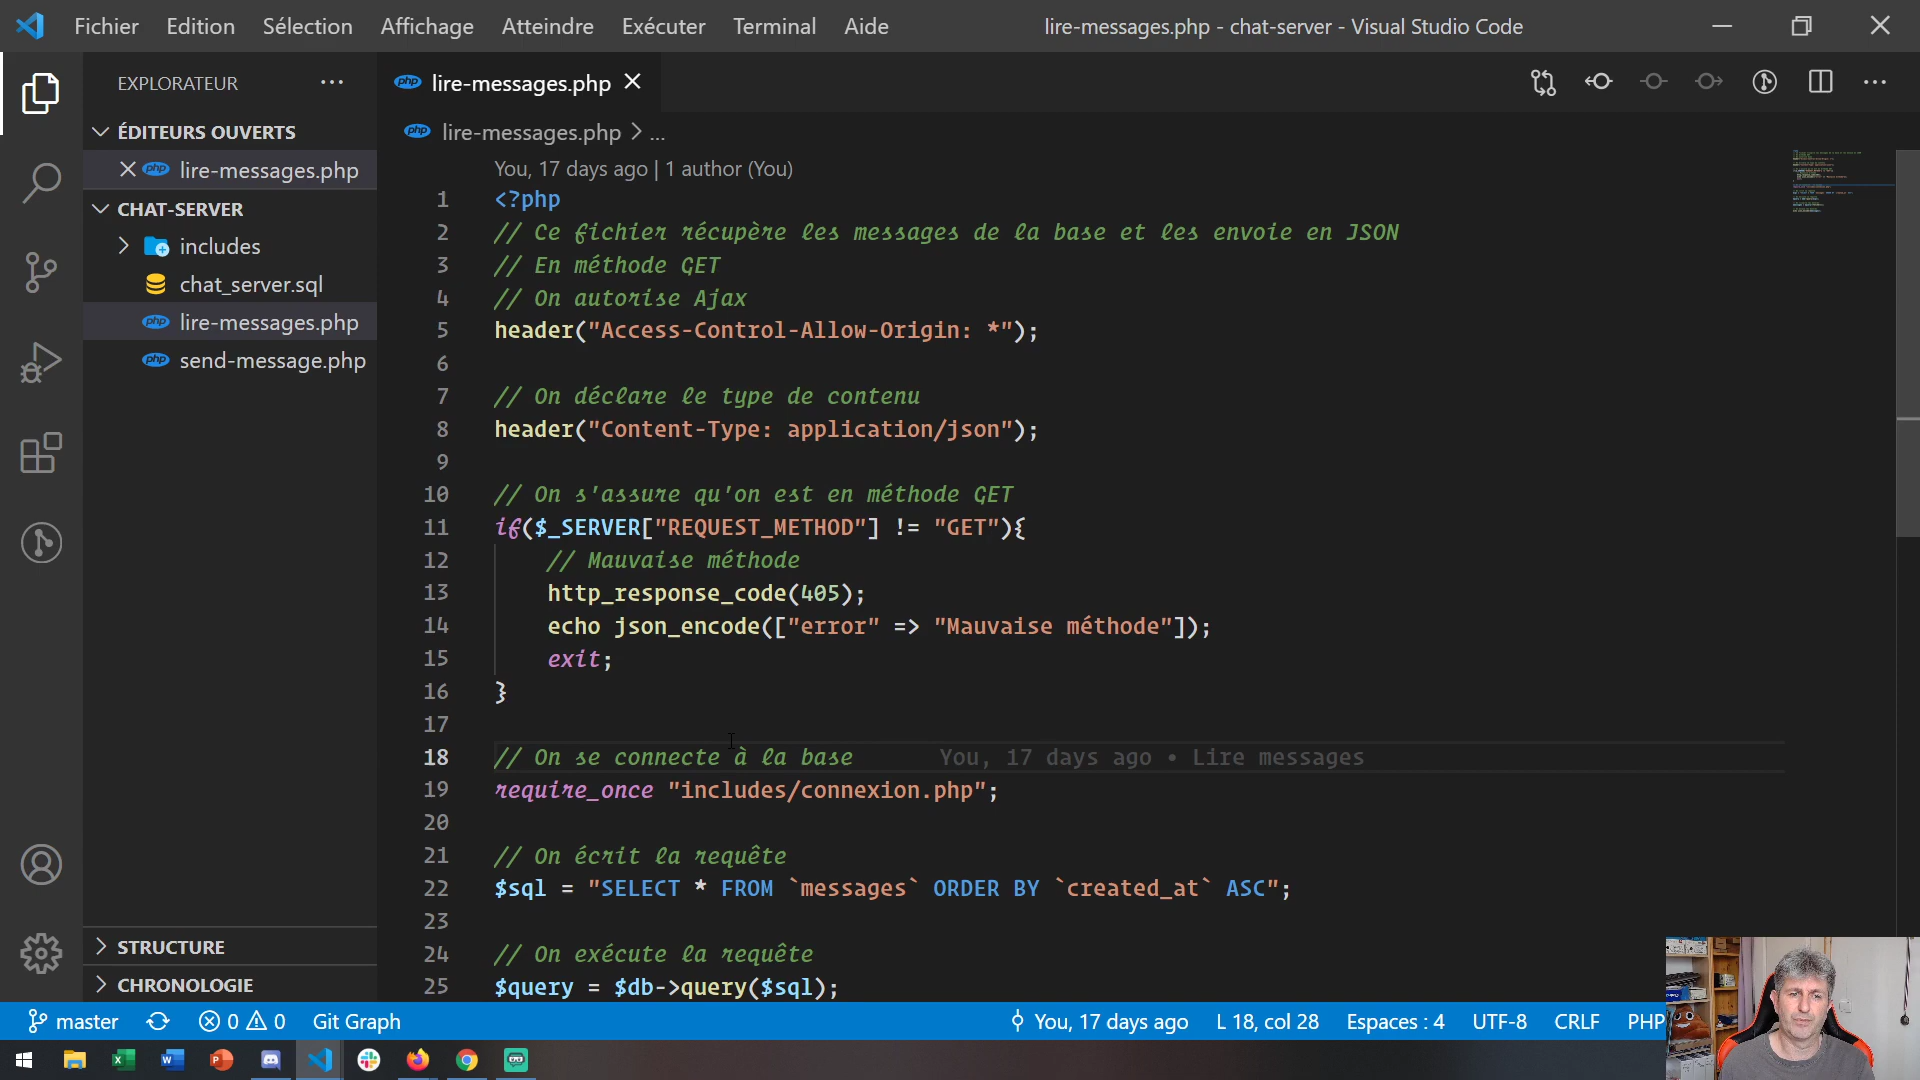 Fichier Edition Sélection Affichage Atteindre Exécuter Terminal Aide
lire-messages.php - chat-server - Visual Studio Code
EXPLORATEUR
ÉDITEURS OUVERTS
lire-messages.php
CHAT-SERVER
includes
chat_server.sql
lire-messages.php
send-message.php
STRUCTURE
CHRONOLOGIE
php lire-messages.php
php lire-messages.php > ...
You, 17 days ago | 1 author (You)
1 <?php
2 // Ce fichier récupère les messages de la base et les envoie en JSON
3 // En méthode GET
4 // On autorise Ajax
5 header("Access-Control-Allow-Origin: *");
6
7 // On déclare le type de contenu
8 header("Content-Type: application/json");
9
10 // On s'assure qu'on est en méthode GET
11 if($_SERVER["REQUEST_METHOD"] != "GET"){
12 // Mauvaise méthode
13 http_response_code(405);
14 echo json_encode(["error" => "Mauvaise méthode"]);
15 exit;
16 }
17
18 // On se connecte à la base You, 17 days ago • Lire messages
19 require_once "includes/connexion.php";
20
21 // On écrit la requête
22 $sql = "SELECT * FROM `messages` ORDER BY `created_at` ASC";
23
24 // On exécute la requête
25 $query = $db->query($sql);
master 0 0 Git Graph You, 17 days ago L 18, col 28 Espaces : 4 UTF-8 CRLF PHP